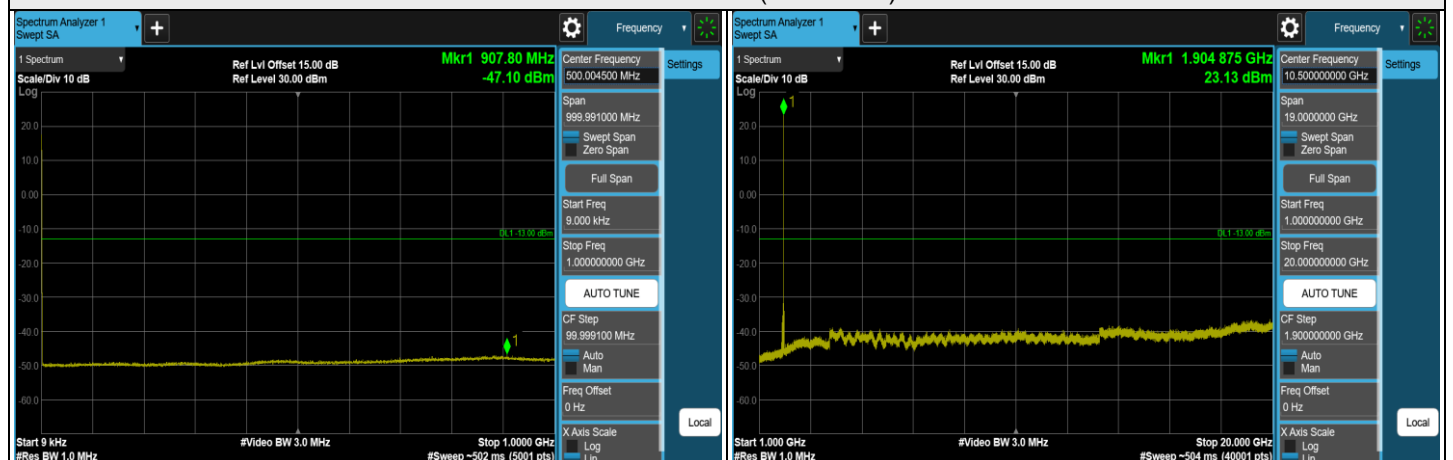 Spectrum Analyzer 1
Swept SA
Frequency
1 Spectrum
Scale/Div 10 dB
Ref Lvl Offset 15.00 dB
Ref Level 30.00 dBm
Mkr1 907.80 MHz
-47.10 dBm
Log
20.0
10.0
0.00
-10.0
-20.0
-30.0
-40.0
-50.0
-60.0
1
DL1 -13.00 dBm
Start 9 kHz
#Res BW 1.0 MHz
#Video BW 3.0 MHz
Stop 1.0000 GHz
#Sweep ~502 ms (5001 pts)
Center Frequency
500.004500 MHz
Settings
Span
999.991000 MHz
Swept Span
Zero Span
Full Span
Start Freq
9.000 kHz
Stop Freq
1.000000000 GHz
AUTO TUNE
CF Step
99.999100 MHz
Auto
Man
Freq Offset
0 Hz
X Axis Scale
Log
Lin
Local
Spectrum Analyzer 1
Swept SA
Frequency
1 Spectrum
Scale/Div 10 dB
Ref Lvl Offset 15.00 dB
Ref Level 30.00 dBm
Mkr1 1.904 875 GHz
23.13 dBm
Log
1
20.0
10.0
0.00
-10.0
-20.0
-30.0
-40.0
-50.0
-60.0
DL1 -13.00 dBm
Start 1.000 GHz
#Res BW 1.0 MHz
#Video BW 3.0 MHz
Stop 20.000 GHz
#Sweep ~504 ms (40001 pts)
Center Frequency
10.500000000 GHz
Settings
Span
19.0000000 GHz
Swept Span
Zero Span
Full Span
Start Freq
1.000000000 GHz
Stop Freq
20.000000000 GHz
AUTO TUNE
CF Step
1.900000000 GHz
Auto
Man
Freq Offset
0 Hz
X Axis Scale
Log
Lin
Local